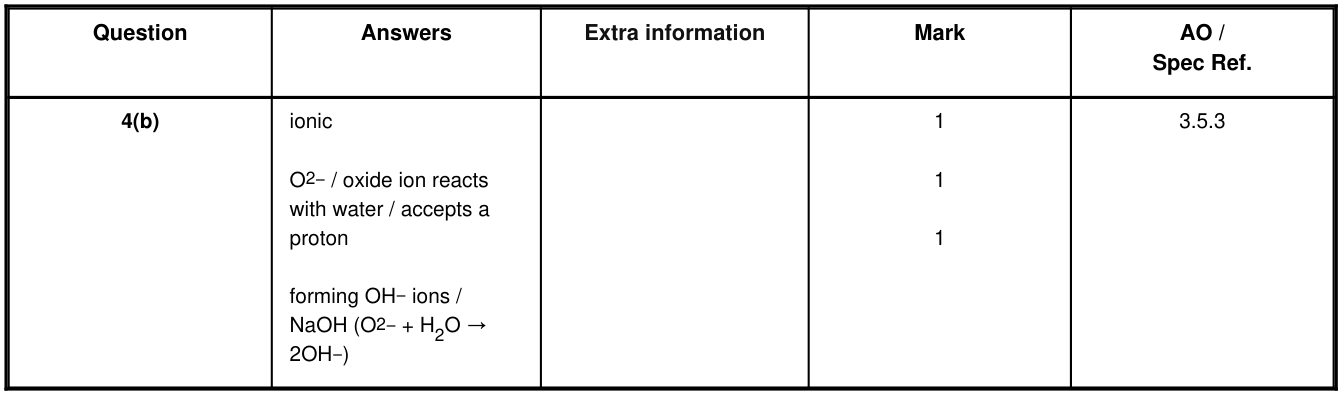 Question Answers Extra information Mark AO /
Spec Ref.
4(b) ionic 1 3.5.3
O2– / oxide ion reacts 1
with water / accepts a
proton 1
forming OH– ions /
NaOH (O2– + H2O →
2OH–)